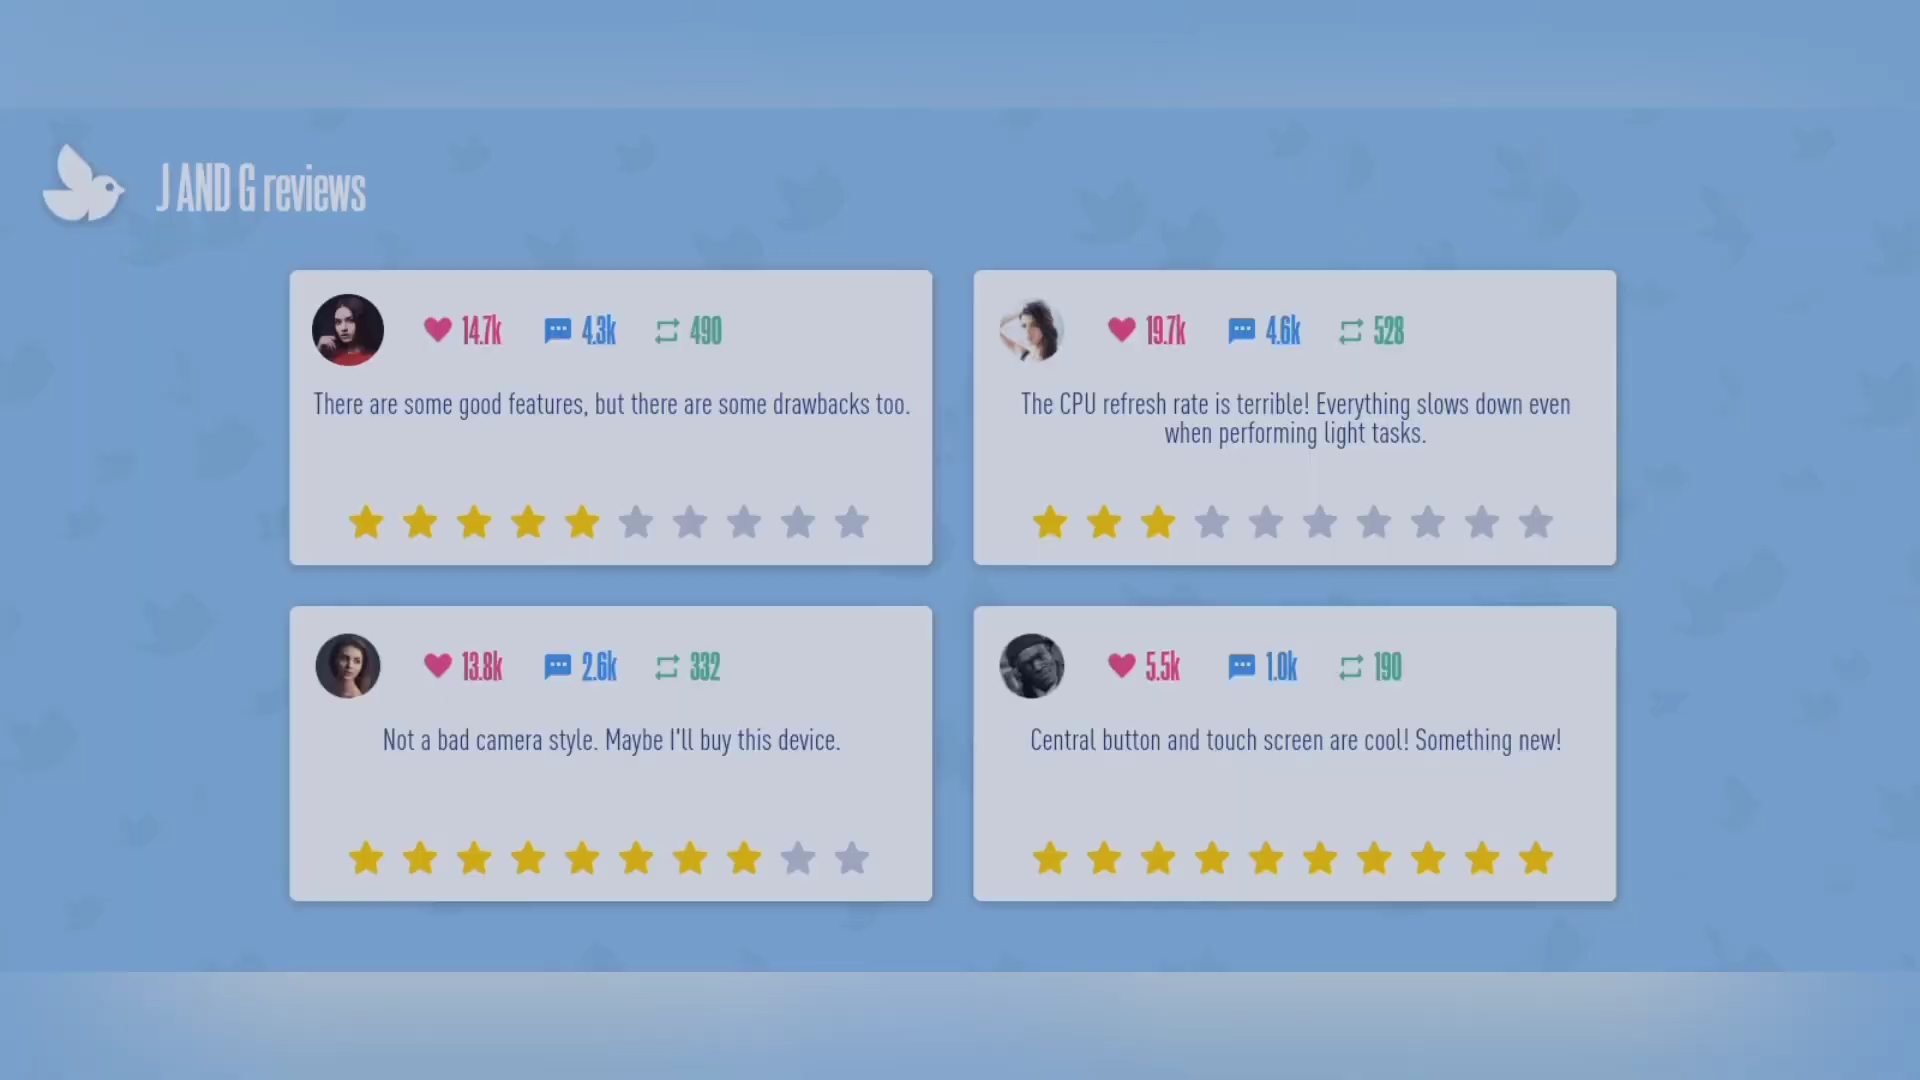 J AND G reviews
14.7k 4.3k 490
There are some good features, but there are some drawbacks too.
19.7k 4.6k 528
The CPU refresh rate is terrible! Everything slows down even
when performing light tasks.
13.8k 2.6k 332
Not a bad camera style. Maybe I'll buy this device.
5.5k 1.0k 190
Central button and touch screen are cool! Something new!